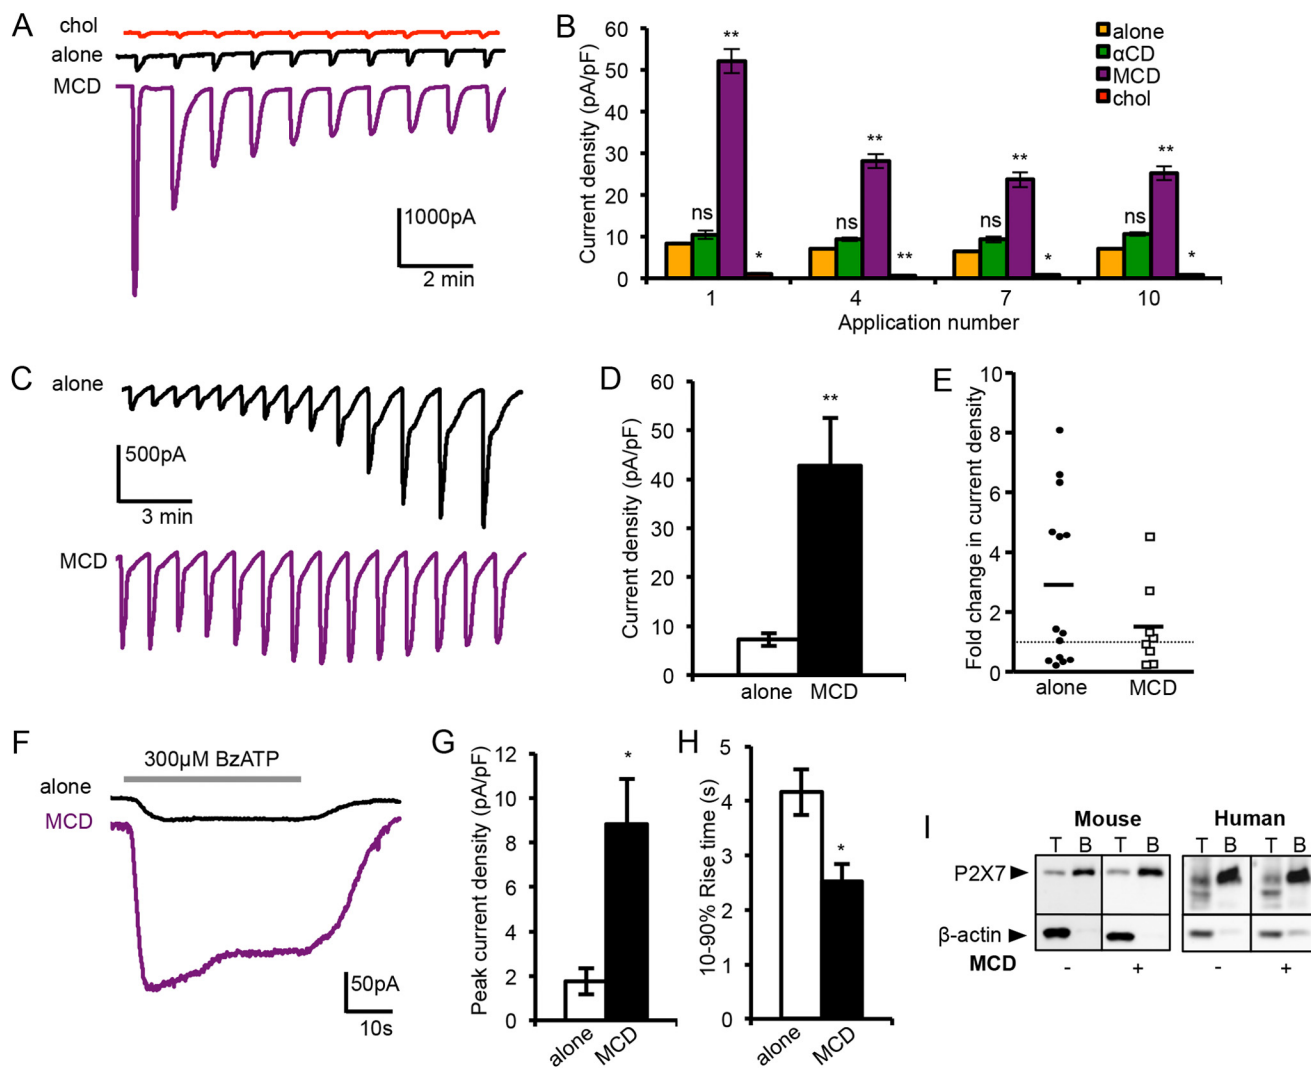 A
chol
alone
MCD
1000pA
2 min
B
Current density (pA/pF)
60
50
40
30
20
10
0
alone
αCD
MCD
chol
ns
**
*
ns
**
**
ns
**
*
ns
**
*
1
4
7
10
Application number
C
alone
500pA
3 min
MCD
D
Current density (pA/pF)
60
50
40
30
20
10
0
**
alone
MCD
E
Fold change in current density
10
8
6
4
2
0
alone
MCD
F
300µM BzATP
alone
MCD
50pA
10s
G
Peak current density (pA/pF)
12
10
8
6
4
2
0
*
alone
MCD
H
10-90% Rise time (s)
5
4
3
2
1
0
*
alone
MCD
I
Mouse
Human
T B T B
T B T B
P2X7
β-actin
MCD - + - +